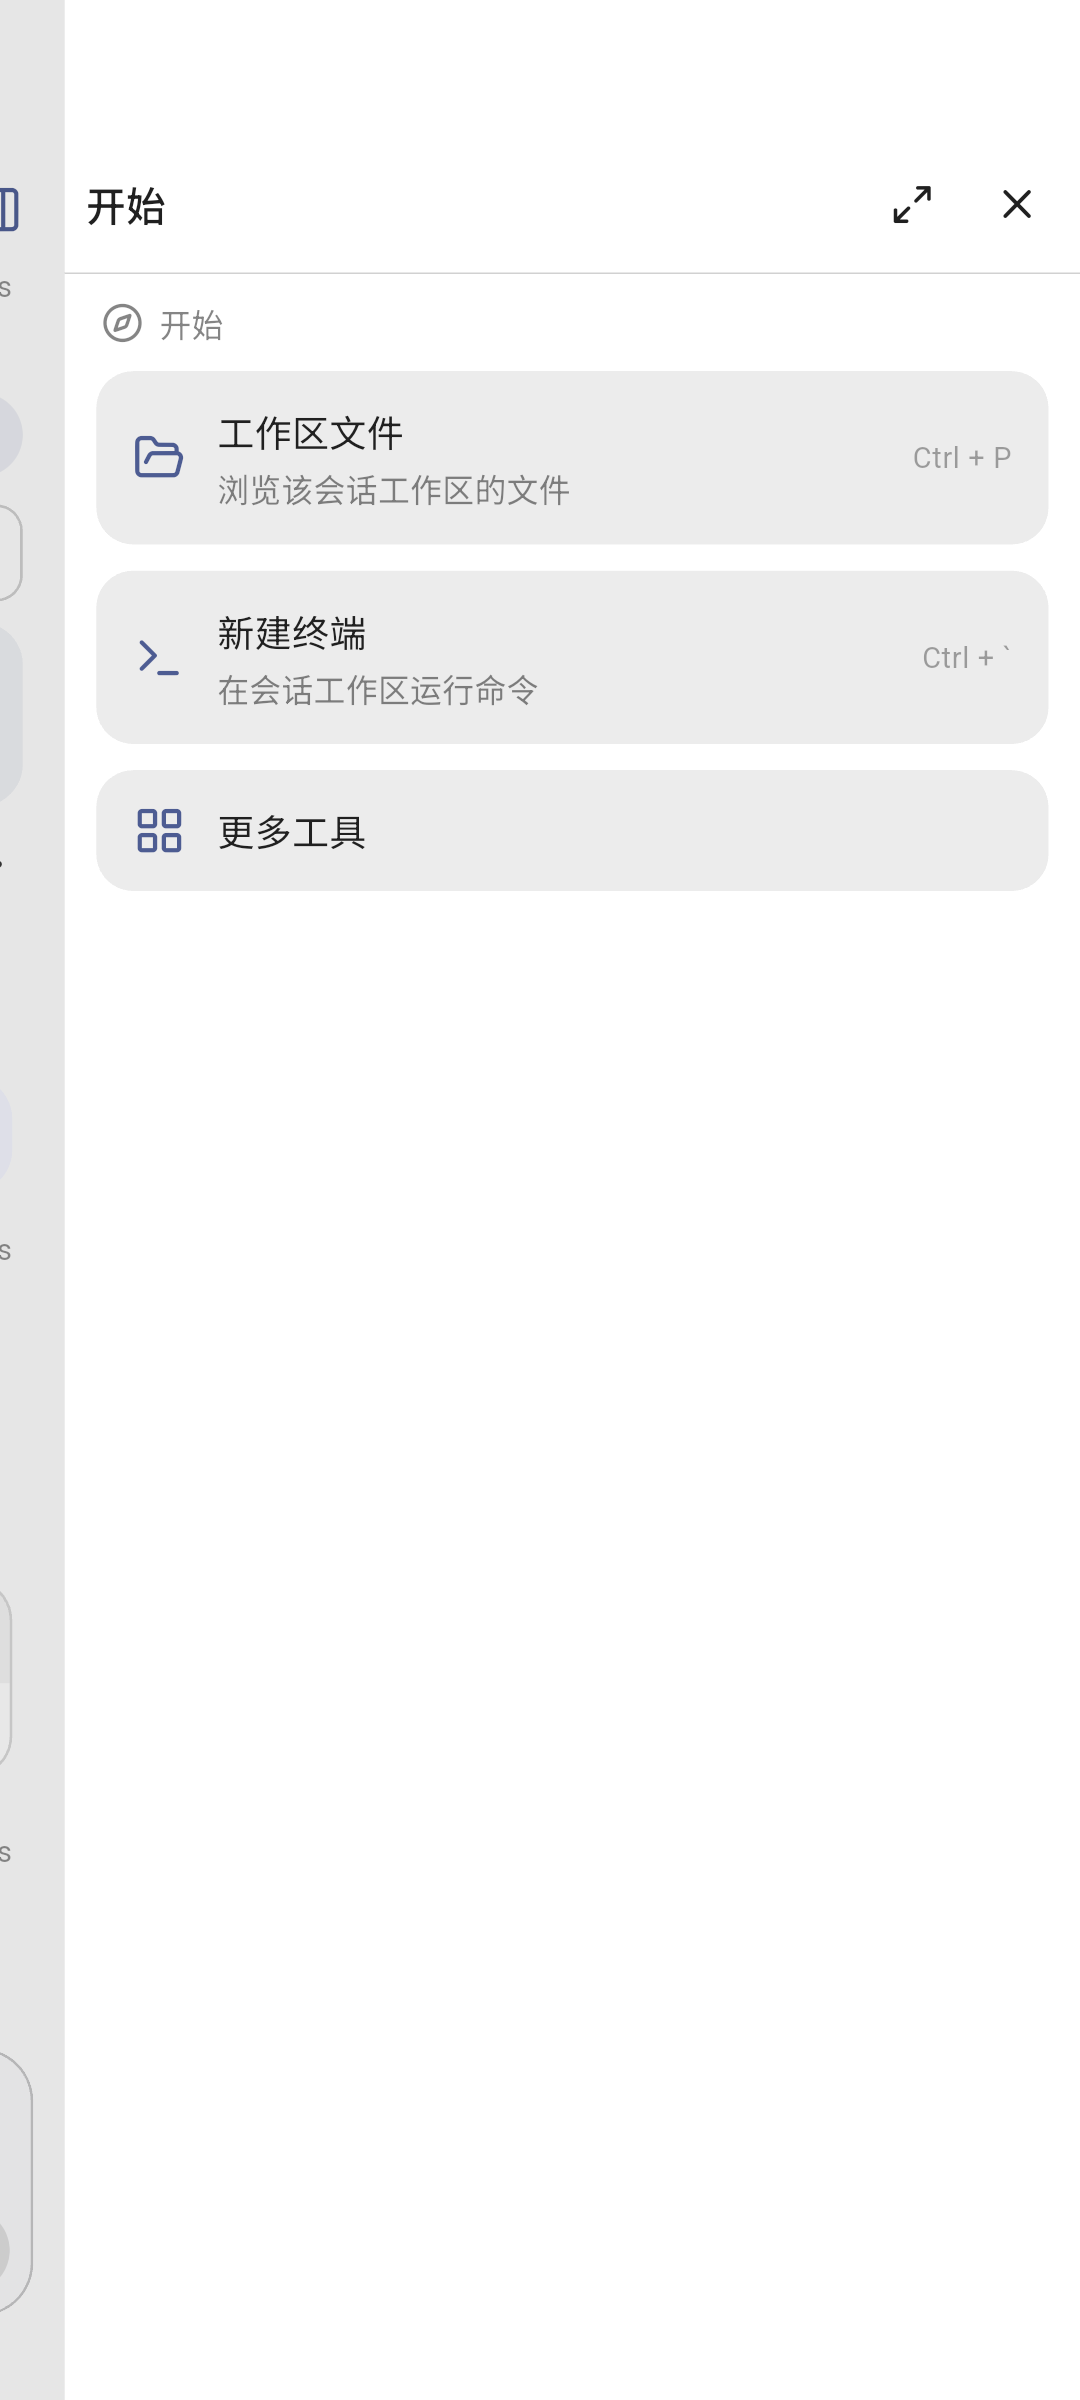 开始
s
开始
工作区文件
浏览该会话工作区的文件
Ctrl + P
新建终端
在会话工作区运行命令
Ctrl + `
更多工具
s
s